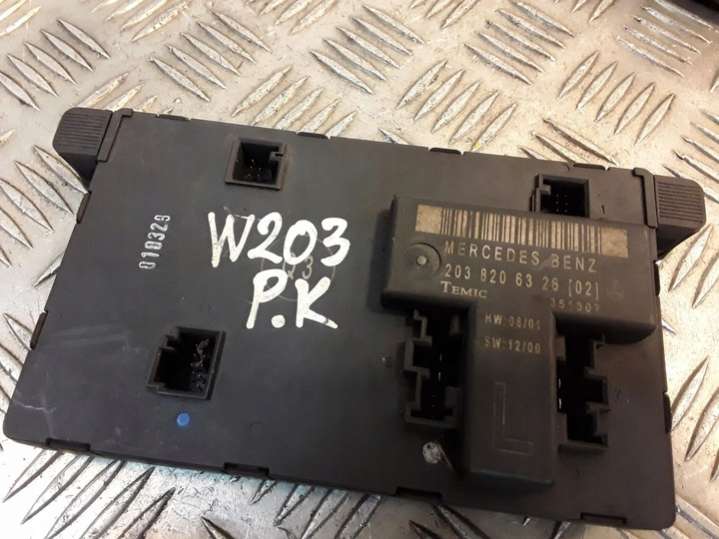 010329
W203
P.K
MERCEDES BENZ
203 820 63 26 [02]
TEMIC
HW:08/01
SW:12/00
L